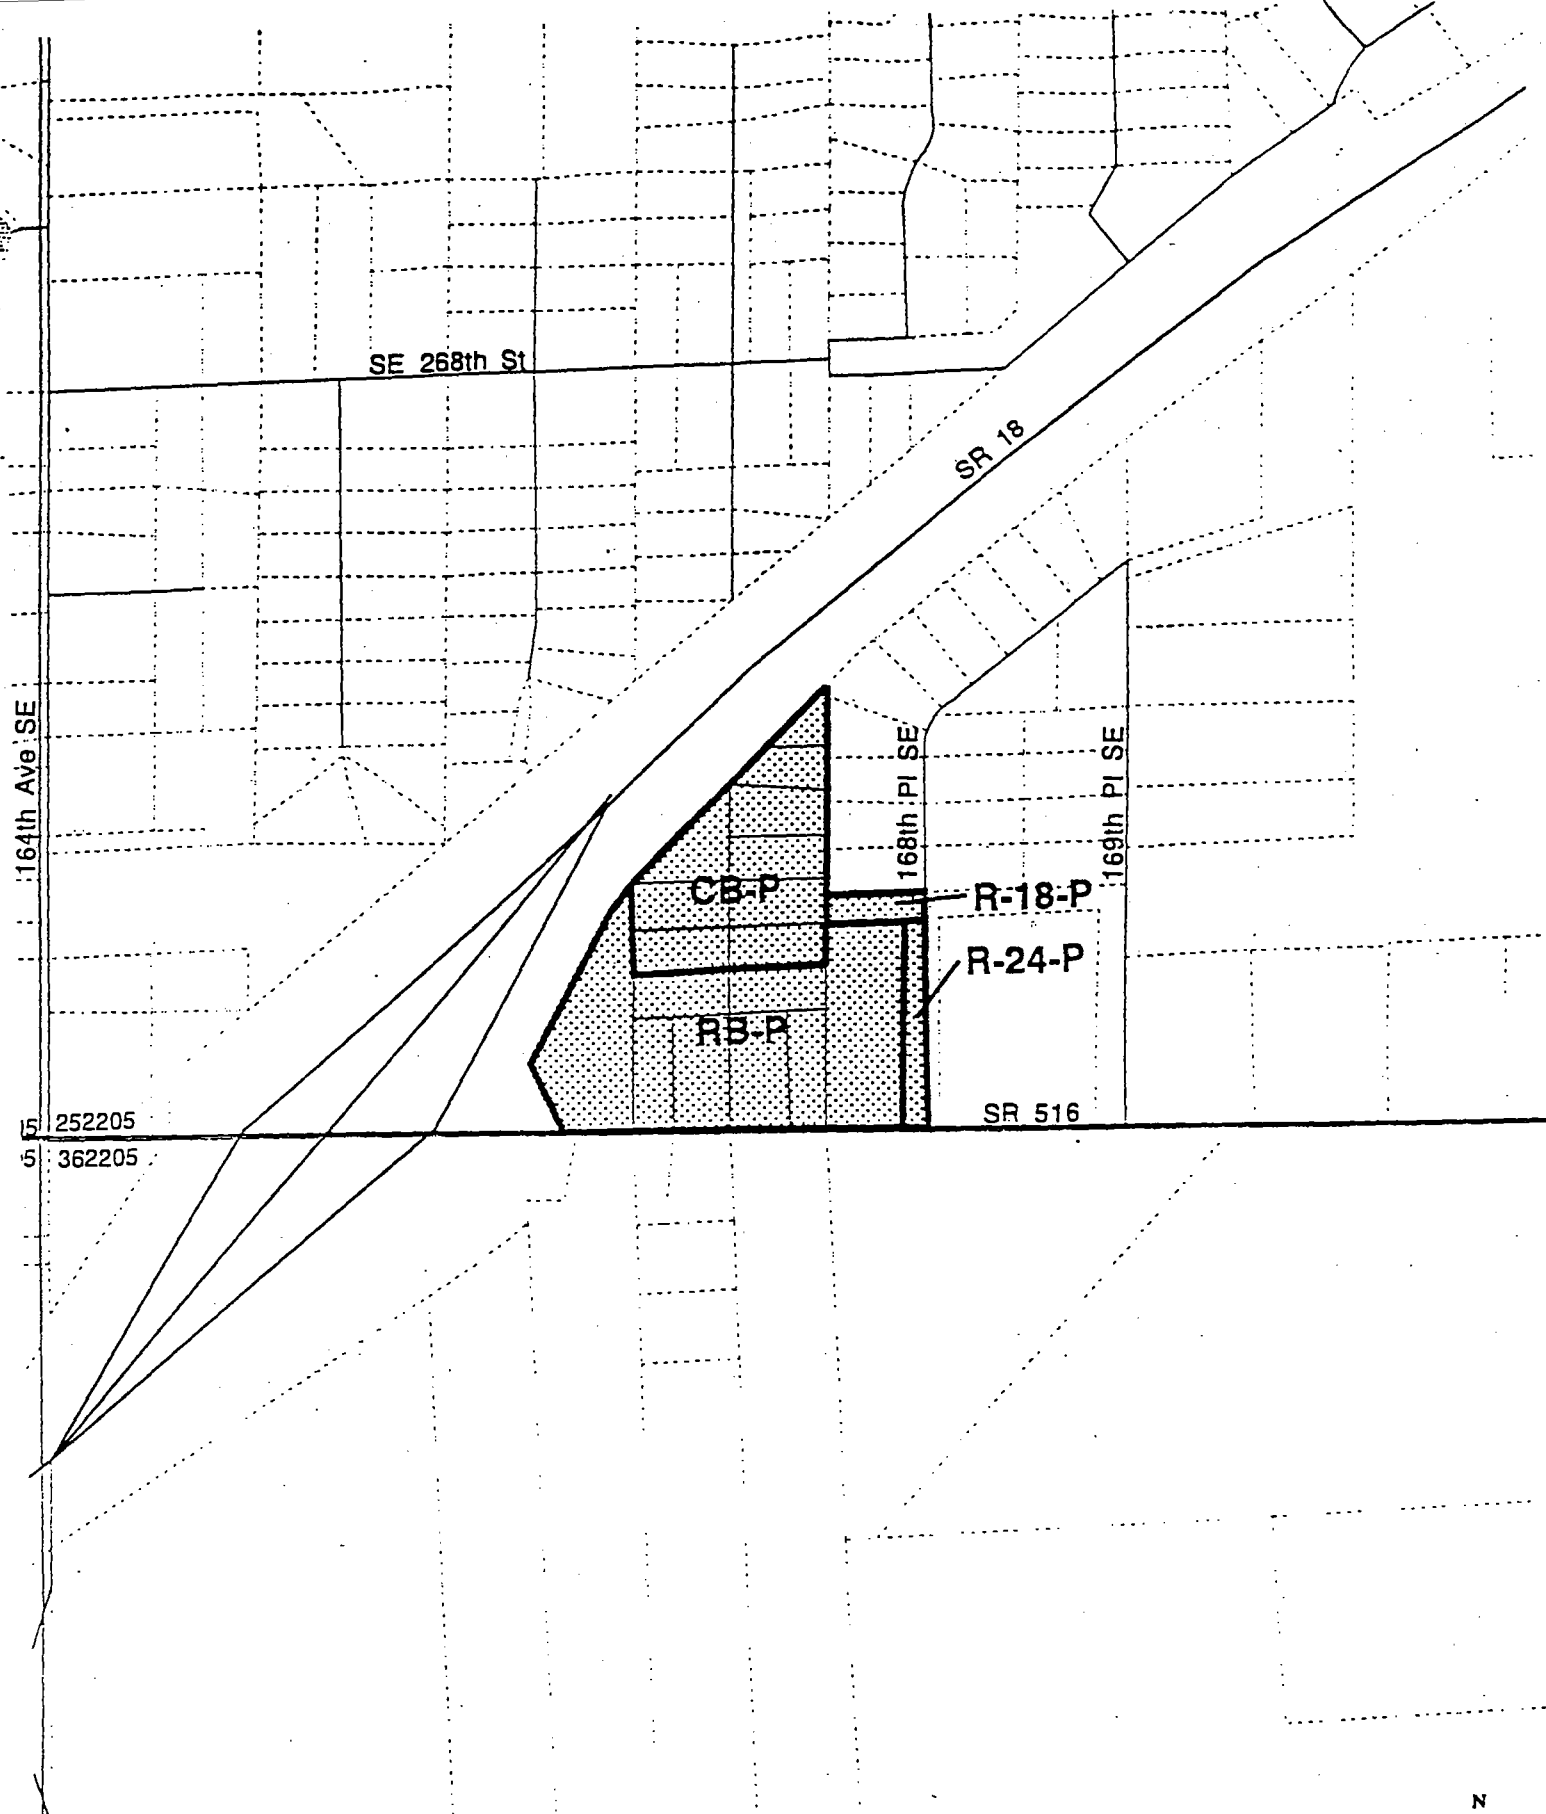 SE 268th St
SR 18
164th Ave SE
168th Pl SE
169th Pl SE
CB-P
R-18-P
R-24-P
RB-P
SR 516
252205
362205
N